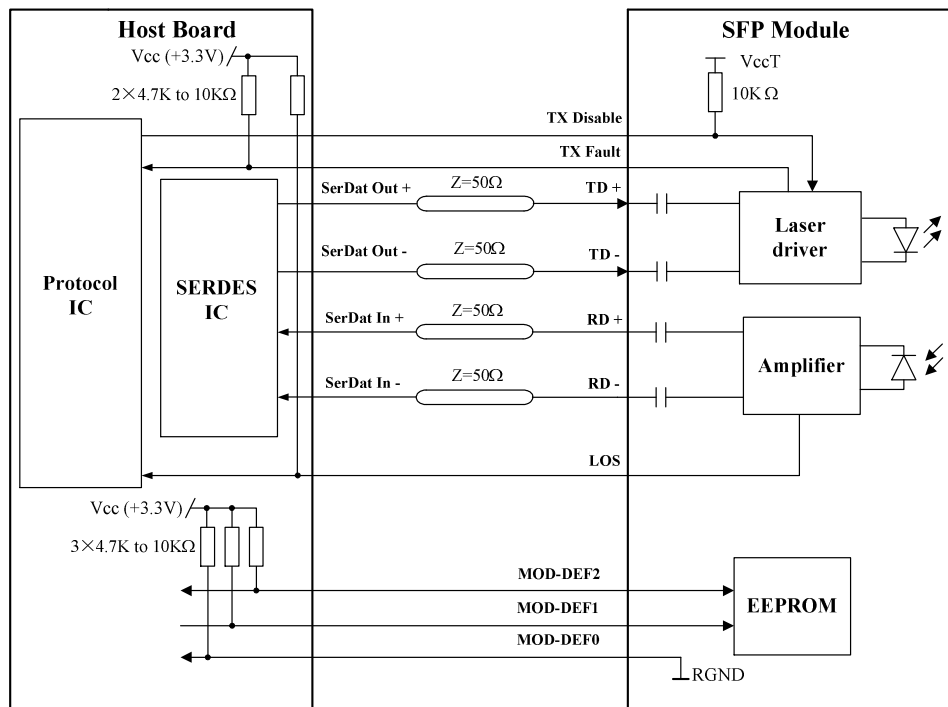 Host Board
SFP Module
Vcc (+3.3V)
2×4.7K to 10KΩ
VccT
10K Ω
TX Disable
TX Fault
SerDat Out +
Z=50Ω
TD +
SerDat Out -
Z=50Ω
TD -
Laser
driver
Protocol
IC
SERDES
IC
SerDat In +
Z=50Ω
RD +
SerDat In -
Z=50Ω
RD -
Amplifier
LOS
Vcc (+3.3V)
3×4.7K to 10KΩ
MOD-DEF2
MOD-DEF1
MOD-DEF0
EEPROM
RGND